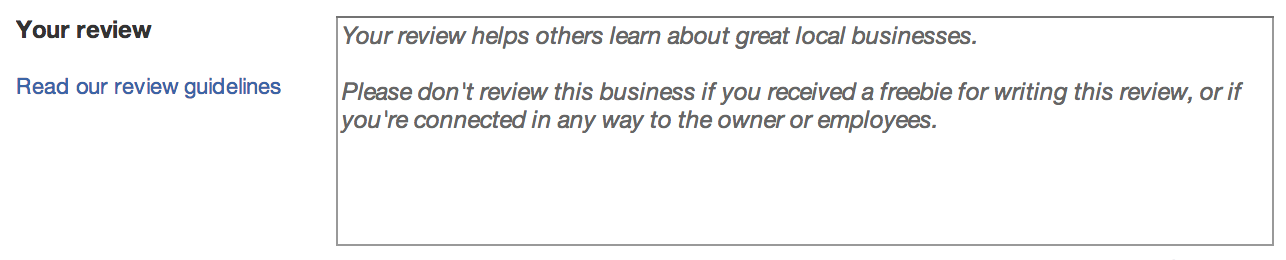 Your review
Read our review guidelines
Your review helps others learn about great local businesses.
Please don't review this business if you received a freebie for writing this review, or if
you're connected in any way to the owner or employees.